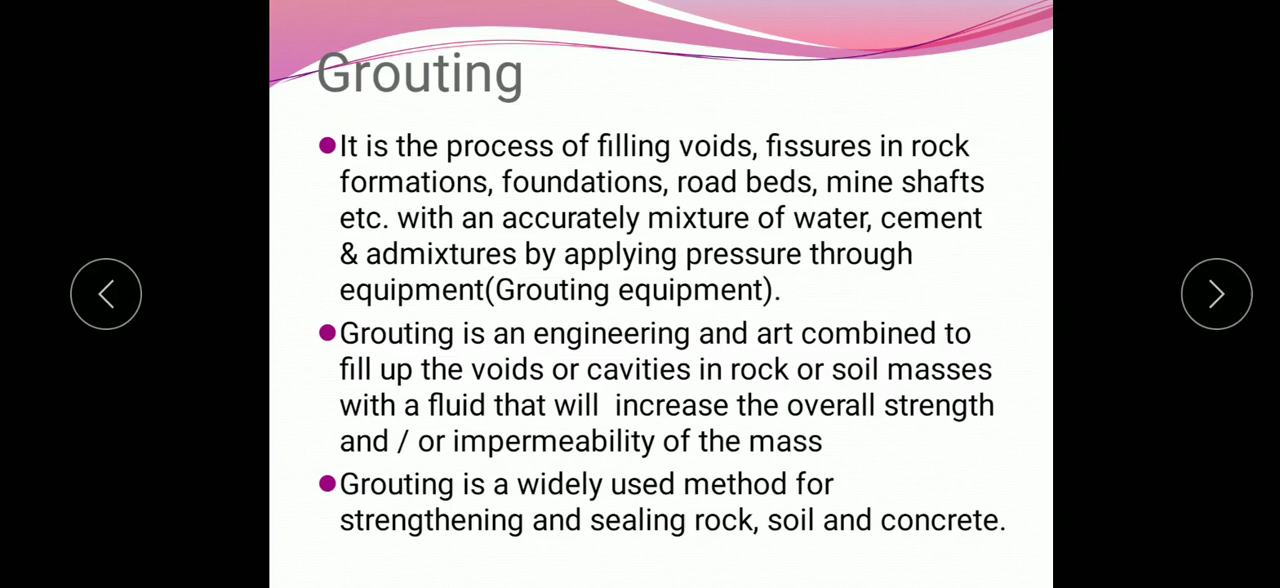 Grouting
It is the process of filling voids, fissures in rock
formations, foundations, road beds, mine shafts
etc. with an accurately mixture of water, cement
& admixtures by applying pressure through
equipment(Grouting equipment).
Grouting is an engineering and art combined to
fill up the voids or cavities in rock or soil masses
with a fluid that will  increase the overall strength
and / or impermeability of the mass
Grouting is a widely used method for
strengthening and sealing rock, soil and concrete.